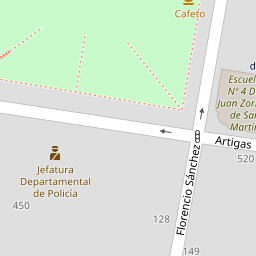 Cafeto
d
Escuel
N° 4 D
Juan Zor
de Sa
Martí
Artigas
520
Jefatura
Departamental
de Policía
450
Florencio Sánchez
128
149